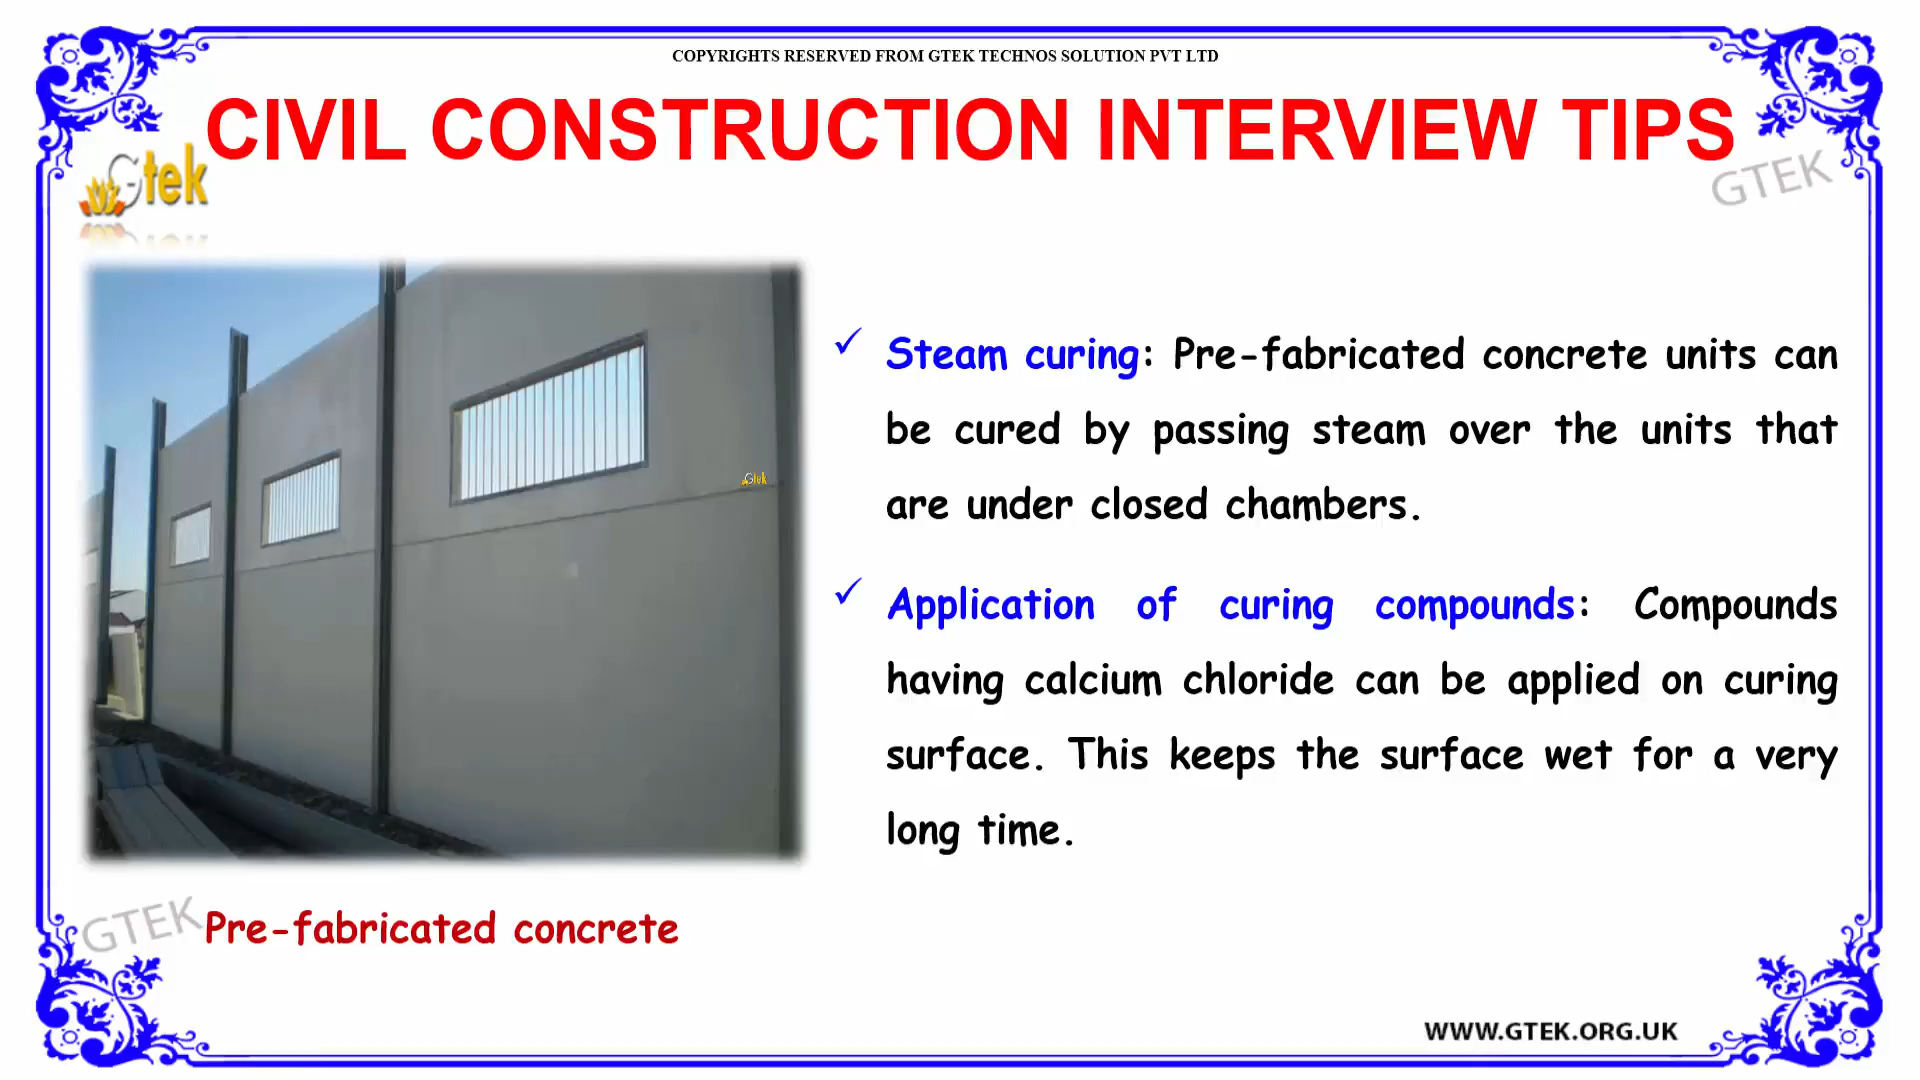 COPYRIGHTS RESERVED FROM GTEK TECHNOS SOLUTION PVT LTD
CIVIL CONSTRUCTION INTERVIEW TIPS
Gtek
GTEK
Steam curing: Pre-fabricated concrete units can
be cured by passing steam over the units that
are under closed chambers.
Gtek
Application of curing compounds: Compounds
having calcium chloride can be applied on curing
surface. This keeps the surface wet for a very
long time.
GTEK
Pre-fabricated concrete
WWW.GTEK.ORG.UK